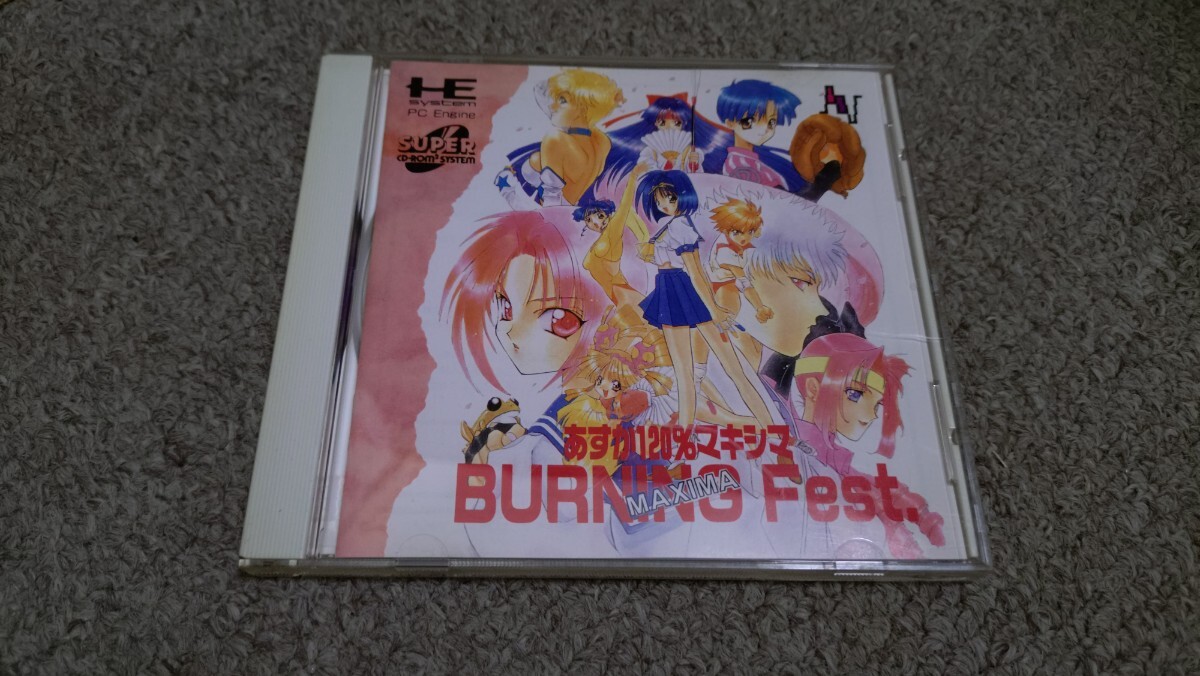 HE
system
PC Engine
SUPER
CD-ROM² SYSTEM
あすか120%マキシマ
BURNING Fest.
MAXIMA